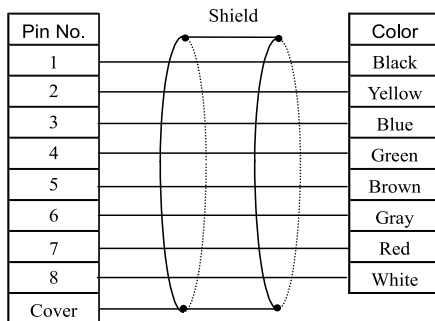 Shield
Pin No. Color
1 Black
2 Yellow
3 Blue
4 Green
5 Brown
6 Gray
7 Red
8 White
Cover